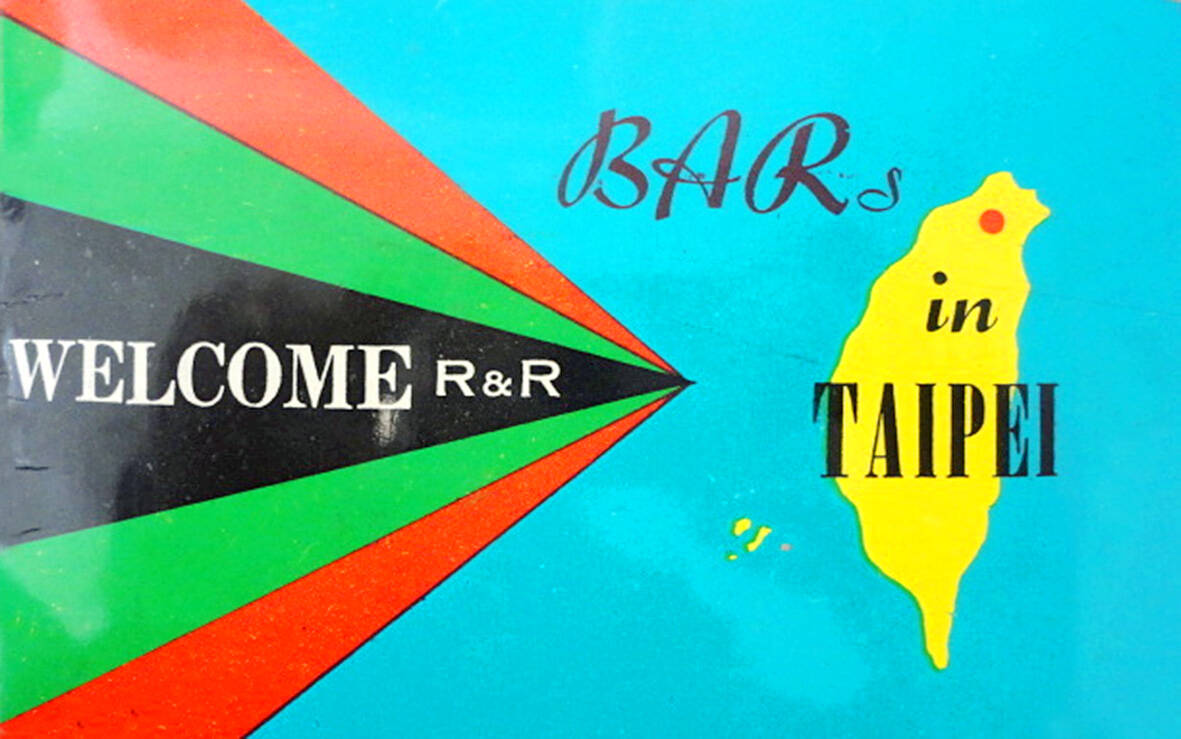 BARs
in
TAIPEI
WELCOME R&R